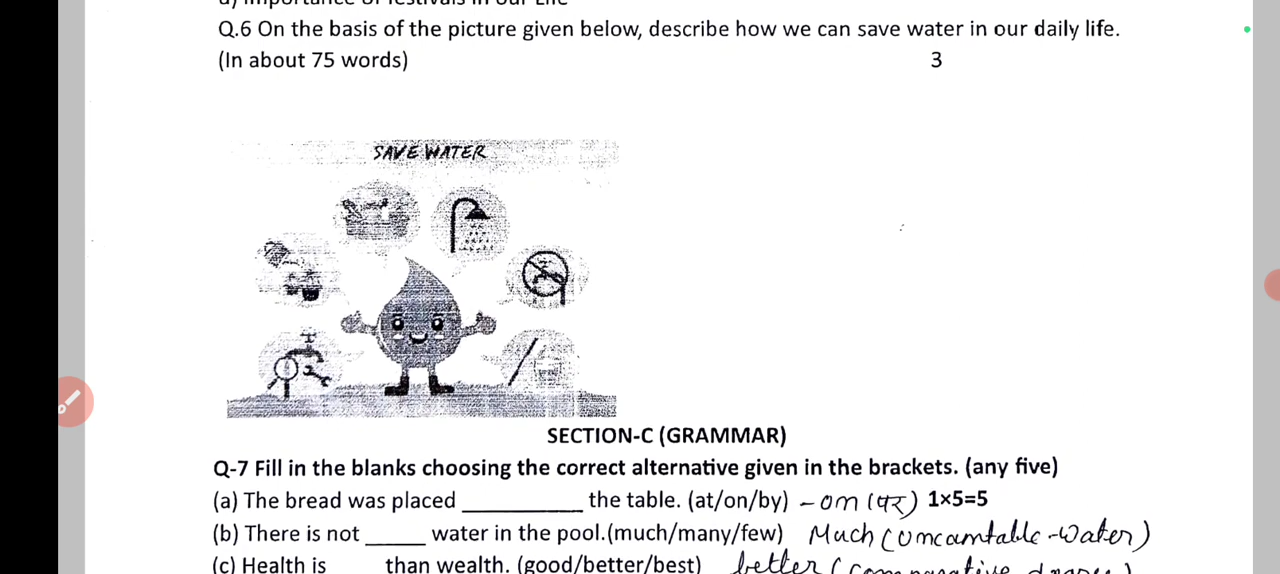 Q.6 On the basis of the picture given below, describe how we can save water in our daily life.
(In about 75 words) 3
SAVE WATER
SECTION-C (GRAMMAR)
Q-7 Fill in the blanks choosing the correct alternative given in the brackets. (any five)
(a) The bread was placed __________ the table. (at/on/by) – on (पर) 1×5=5
(b) There is not _____ water in the pool.(much/many/few) Much (uncamtable-Water)
(c) Health is ____ than wealth. (good/better/best) better (